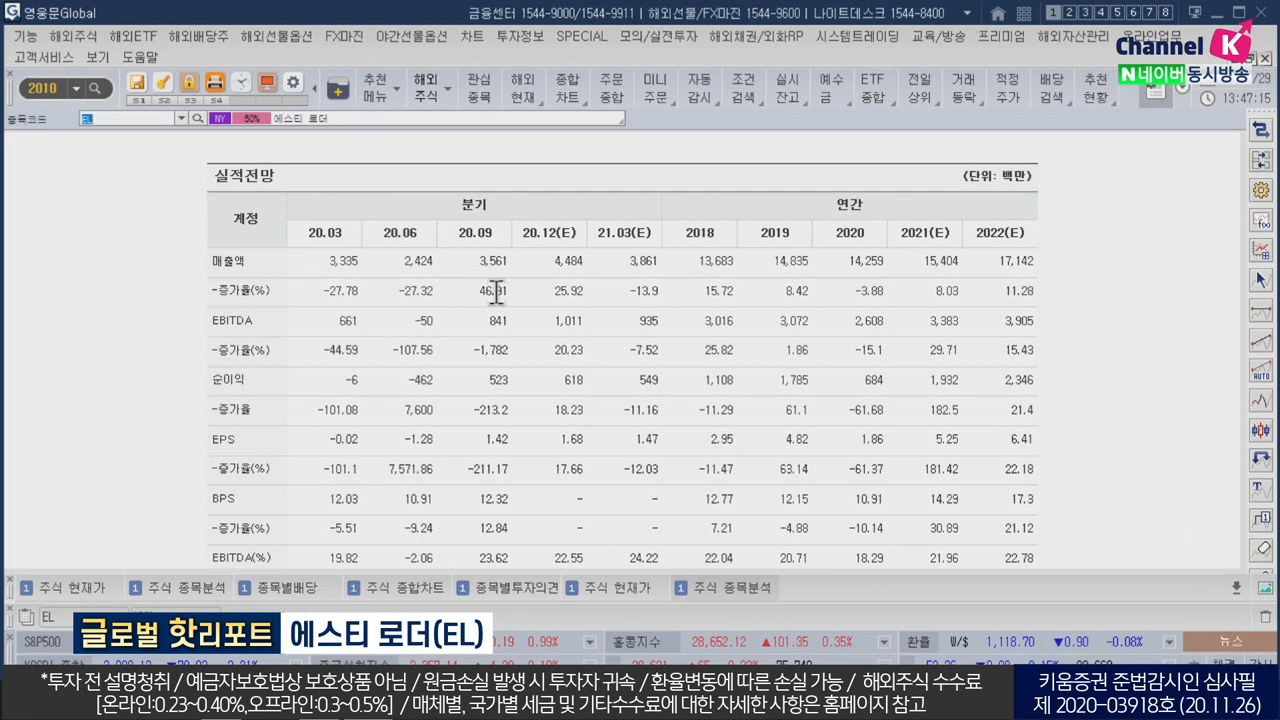 영웅문Global 금융센터 1544-9000/1544-9911 | 해외선물/FX마진 1544-9600 | 나이트데스크 1544-8400 1 2 3 4 5 6 7 8
기능 해외주식 해외ETF 해외배당주 해외선물옵션 FX마진 야간선물옵션 차트 투자정보 SPECIAL 모의/실전투자 해외채권/외화RP 시스템트레이딩 교육/방송 프리미엄 해외자산관리 온라인업무
고객서비스 보기 도움말
Channel K
N네이버 동시방송
2010 S1 S2 S3 S4 추천메뉴 해외주식 관심종목 해외현재 종합차트 주문종합 미니주문 자동감시 조건검색 실시잔고 예수금 ETF종합 전일상위 거래등락 적정주가 배당검색 추천현황 /29
13:47:15
종목코드 EL NY 50% 에스티 로더
실적전망 (단위: 백만)
계정 분기 연간
20.03 20.06 20.09 20.12(E) 21.03(E) 2018 2019 2020 2021(E) 2022(E)
매출액 3,335 2,424 3,561 4,484 3,861 13,683 14,835 14,259 15,404 17,142
-증가율(%) -27.78 -27.32 46.91 25.92 -13.9 15.72 8.42 -3.88 8.03 11.28
EBITDA 661 -50 841 1,011 935 3,016 3,072 2,608 3,383 3,905
-증가율(%) -44.59 -107.56 -1,782 20.23 -7.52 25.82 1.86 -15.1 29.71 15.43
순이익 -6 -462 523 618 549 1,108 1,785 684 1,932 2,346
-증가율 -101.08 7,600 -213.2 18.23 -11.16 -11.29 61.1 -61.68 182.5 21.4
EPS -0.02 -1.28 1.42 1.68 1.47 2.95 4.82 1.86 5.25 6.41
-증가율(%) -101.1 7,571.86 -211.17 17.66 -12.03 -11.47 63.14 -61.37 181.42 22.18
BPS 12.03 10.91 12.32 - - 12.77 12.15 10.91 14.29 17.3
-증가율(%) -5.51 -9.24 12.84 - - 7.21 -4.88 -10.14 30.89 21.12
EBITDA(%) 19.82 -2.06 23.62 22.55 24.22 22.04 20.71 18.29 21.96 22.78
1 주식 현재가 1 주식 종목분석 1 종목별배당 1 주식 종합차트 1 종목별투자의견 1 주식 현재가 1 주식 종목분석
EL
글로벌 핫리포트 에스티 로더(EL)
S&P500 0.99% 홍콩지수 28,652.12 ▲101.35 0.35% 환율 W/$ 1,118.70 ▼0.90 -0.08% 뉴스
*투자 전 설명청취 / 예금자보호법상 보호상품 아님 / 원금손실 발생 시 투자자 귀속 / 환율변동에 따른 손실 가능 / 해외주식 수수료
[온라인:0.23~0.40%,오프라인:0.3~0.5%] / 매체별, 국가별 세금 및 기타수수료에 대한 자세한 사항은 홈페이지 참고
키움증권 준법감시인 심사필
제 2020-03918호 (20.11.26)